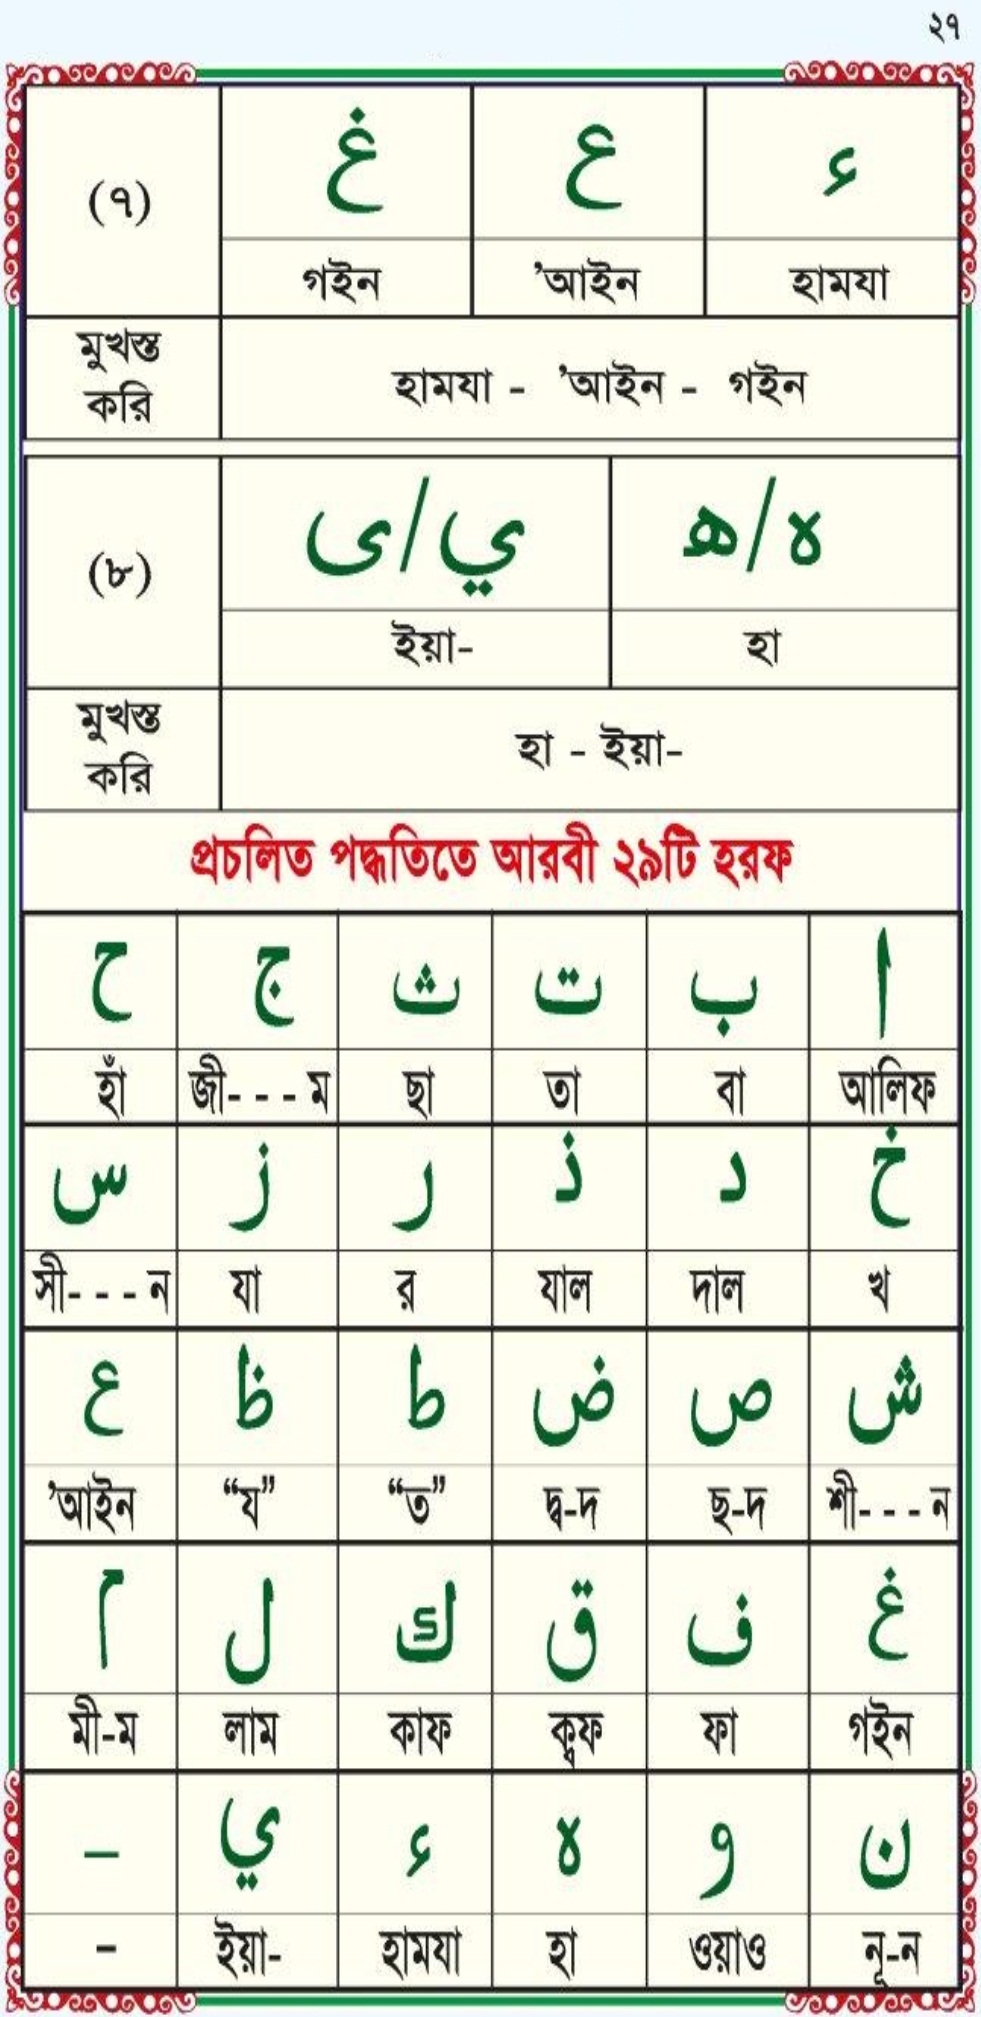 ২৭
(৭) غ ع ء
গইন ’আইন হামযা
মুখস্ত
করি
হামযা - ’আইন - গইন
(৮) ي/ى ه/ھ
ইয়া- হা
মুখস্ত
করি
হা - ইয়া-
প্রচলিত পদ্ধতিতে আরবী ২৯টি হরফ
ا ب ت ث ج ح
হাঁ জী---ম ছা তা বা আলিফ
خ د ذ ر ز س
সী---ন যা র যাল দাল খ
ش ص ض ط ظ ع
’আইন “য” “ত” দ্ব-দ ছ-দ শী---ন
غ ف ق ك ل م
মী-ম লাম কাফ ক্বফ ফা গইন
ن و ه ء ي –
- ইয়া- হামযা হা ওয়াও নূ-ন